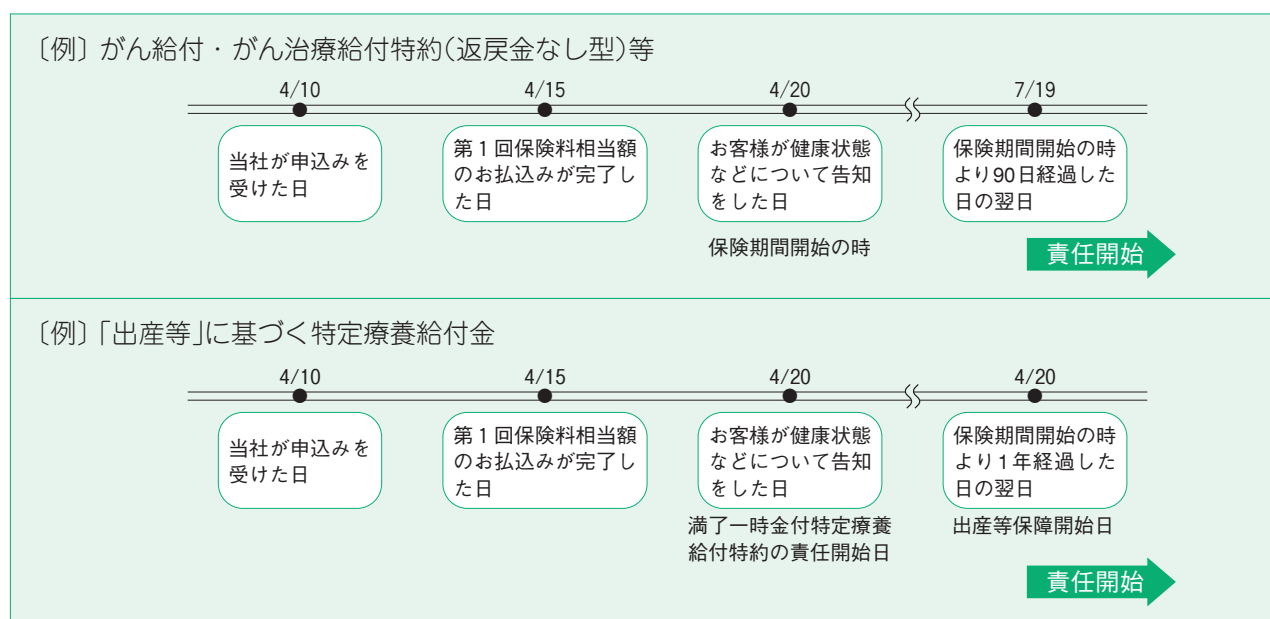 〔例〕がん給付・がん治療給付特約(返戻金なし型)等
4/10
4/15
4/20
7/19
当社が申込みを
受けた日
第1回保険料相当額
のお払込みが完了し
た日
お客様が健康状態
などについて告知
をした日
保険期間開始の時
より90日経過した
日の翌日
保険期間開始の時
責任開始
〔例〕「出産等」に基づく特定療養給付金
4/10
4/15
4/20
4/20
当社が申込みを
受けた日
第1回保険料相当額
のお払込みが完了し
た日
お客様が健康状態
などについて告知
をした日
保険期間開始の時
より1年経過した
日の翌日
満了一時金付特定療養
給付特約の責任開始日
出産等保障開始日
責任開始